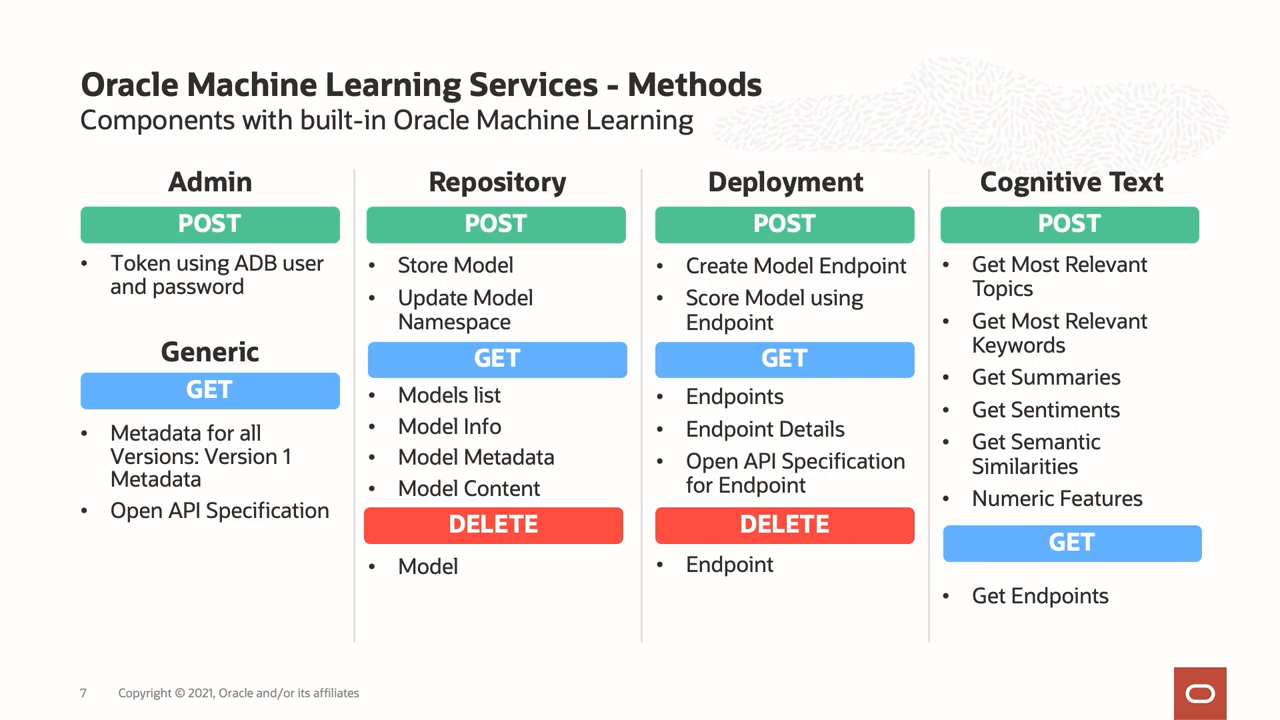 Oracle Machine Learning Services - Methods
Components with built-in Oracle Machine Learning
Admin
POST
• Token using ADB user
and password
Generic
GET
• Metadata for all
Versions: Version 1
Metadata
• Open API Specification
Repository
POST
• Store Model
• Update Model
Namespace
GET
• Models list
• Model Info
• Model Metadata
• Model Content
DELETE
• Model
Deployment
POST
• Create Model Endpoint
• Score Model using
Endpoint
GET
• Endpoints
• Endpoint Details
• Open API Specification
for Endpoint
DELETE
• Endpoint
Cognitive Text
POST
• Get Most Relevant
Topics
• Get Most Relevant
Keywords
• Get Summaries
• Get Sentiments
• Get Semantic
Similarities
• Numeric Features
GET
• Get Endpoints
7 Copyright © 2021, Oracle and/or its affiliates